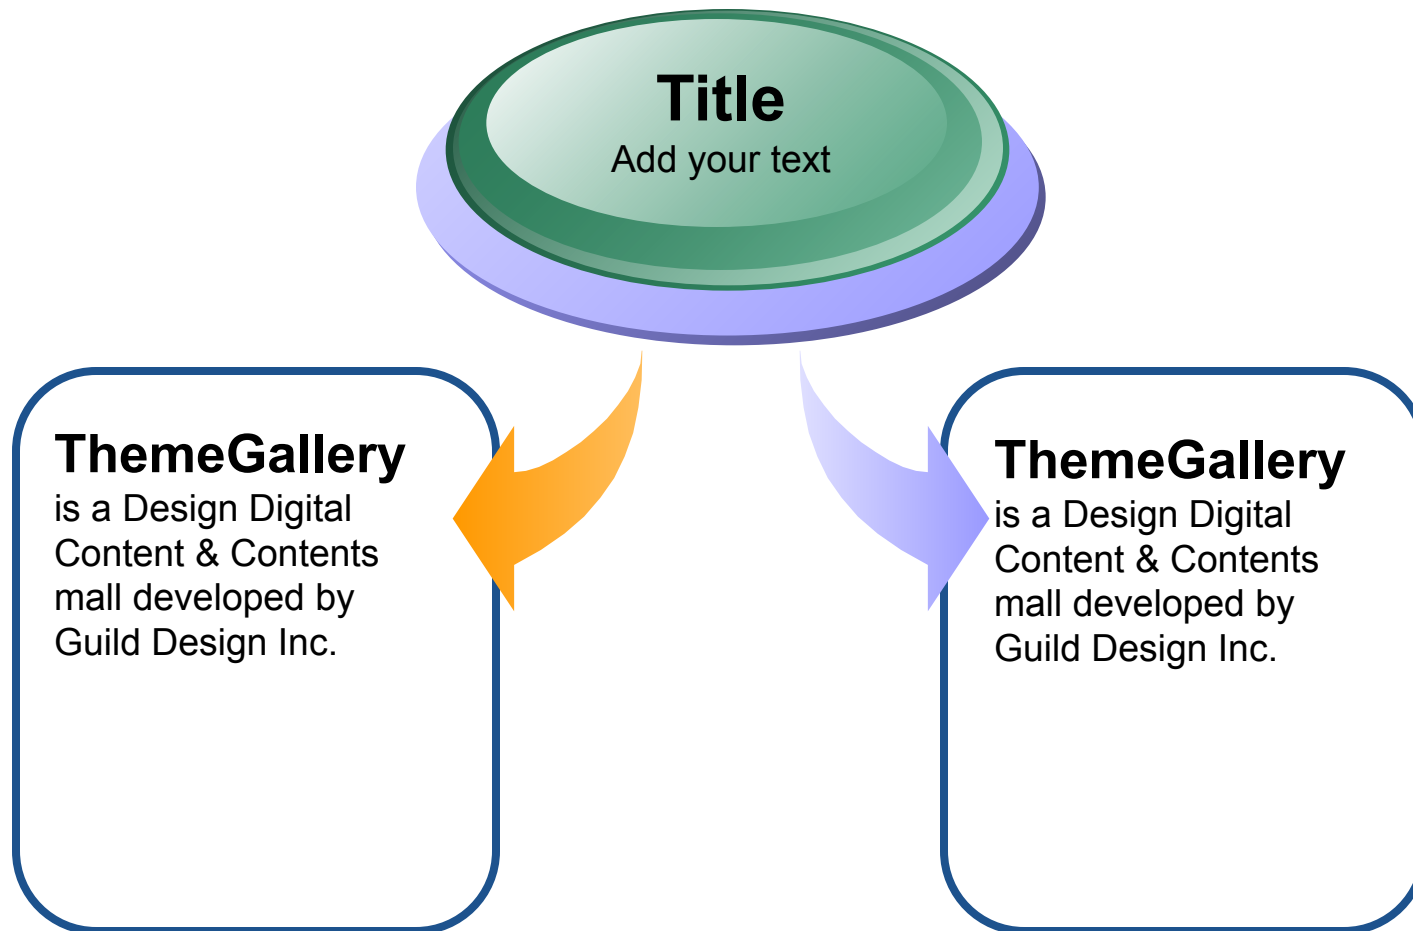 Title
Add your text
ThemeGallery
is a Design Digital
Content & Contents
mall developed by
Guild Design Inc.
ThemeGallery
is a Design Digital
Content & Contents
mall developed by
Guild Design Inc.